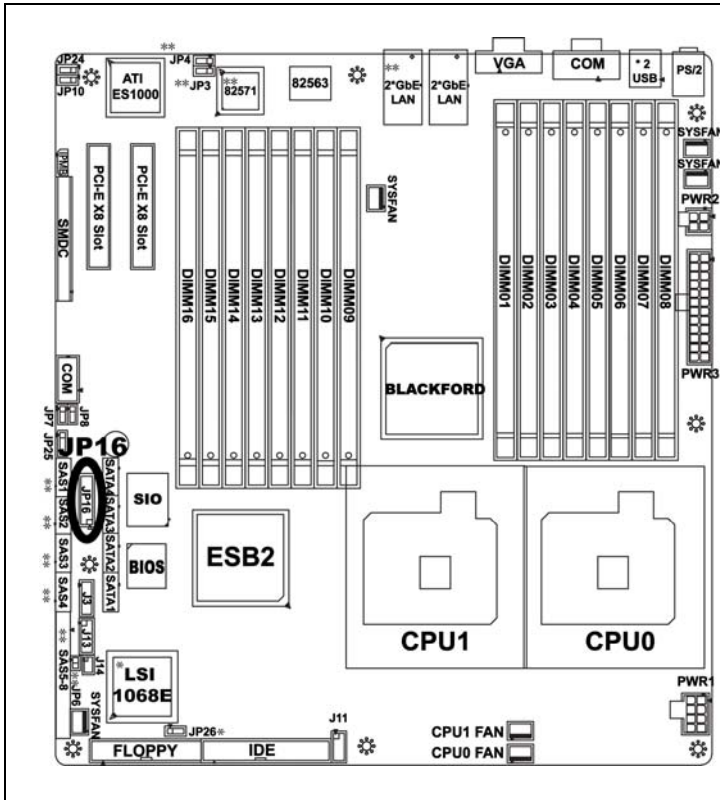 **
JP24
JP10
ATI
ES1000
JP4
**
JP3
**
82571
82563
**
2*GbE
LAN
2*GbE
LAN
VGA
COM
* 2
USB
PS/2
SYSFAN
SYSFAN
PWR2
PWR3
IPMB
SMDC
PCI-E X8 Slot
PCI-E X8 Slot
DIMM16
DIMM15
DIMM14
DIMM13
DIMM12
DIMM11
DIMM10
DIMM09
SYSFAN
DIMM01
DIMM02
DIMM03
DIMM04
DIMM05
DIMM06
DIMM07
DIMM08
BLACKFORD
COM
JP7
JP8
JP25
JP16
SAS1
**
SAS2
**
SAS3
**
SAS4
**
JP16
SATA4
SATA3
SATA2
SATA1
SIO
BIOS
ESB2
CPU1
CPU0
J3
J13
**
J14
SAS5-8
**
JP6
SYSFAN
*
LSI
1068E
JP26*
J11
FLOPPY
IDE
CPU1 FAN
CPU0 FAN
PWR1